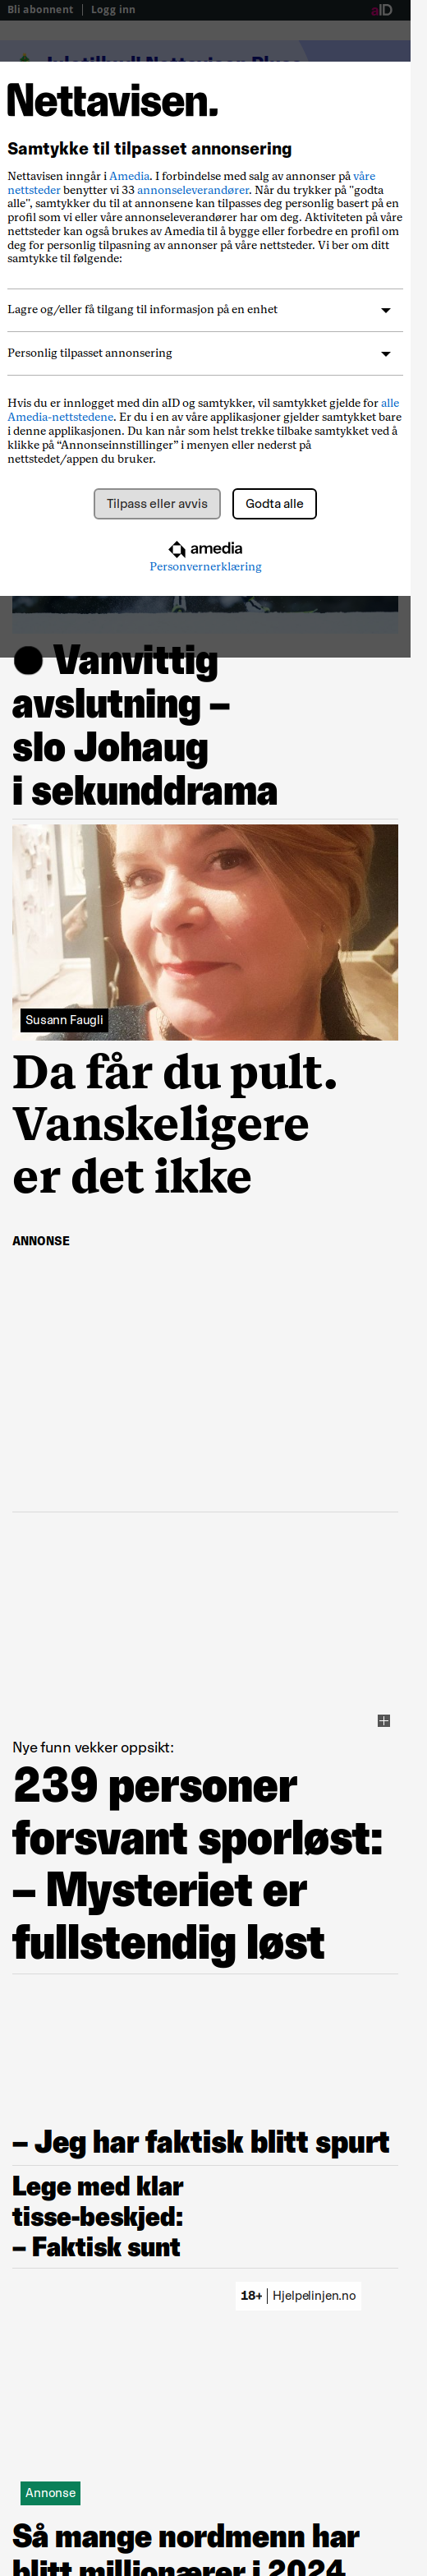 Bli abonnent | Logg inn
aID
Nettavisen.
Samtykke til tilpasset annonsering
Nettavisen inngår i Amedia. I forbindelse med salg av annonser på våre
nettsteder benytter vi 33 annonseleverandører. Når du trykker på "godta
alle", samtykker du til at annonsene kan tilpasses deg personlig basert på en
profil som vi eller våre annonseleverandører har om deg. Aktiviteten på våre
nettsteder kan også brukes av Amedia til å bygge eller forbedre en profil om
deg for personlig tilpasning av annonser på våre nettsteder. Vi ber om ditt
samtykke til følgende:
Lagre og/eller få tilgang til informasjon på en enhet
Personlig tilpasset annonsering
Hvis du er innlogget med din aID og samtykker, vil samtykket gjelde for alle
Amedia-nettstedene. Er du i en av våre applikasjoner gjelder samtykket bare
i denne applikasjonen. Du kan når som helst trekke tilbake samtykket ved å
klikke på “Annonseinnstillinger” i menyen eller nederst på
nettstedet/appen du bruker.
Tilpass eller avvis
Godta alle
amedia
Personvernerklæring
Vanvittig
avslutning –
slo Johaug
i sekunddrama
Susann Faugli
Da får du pult.
Vanskeligere
er det ikke
ANNONSE
Nye funn vekker oppsikt:
239 personer
forsvant sporløst:
– Mysteriet er
fullstendig løst
– Jeg har faktisk blitt spurt
Lege med klar
tisse-beskjed:
– Faktisk sunt
18+ | Hjelpelinjen.no
Annonse
Så mange nordmenn har
blitt millionærer i 2024